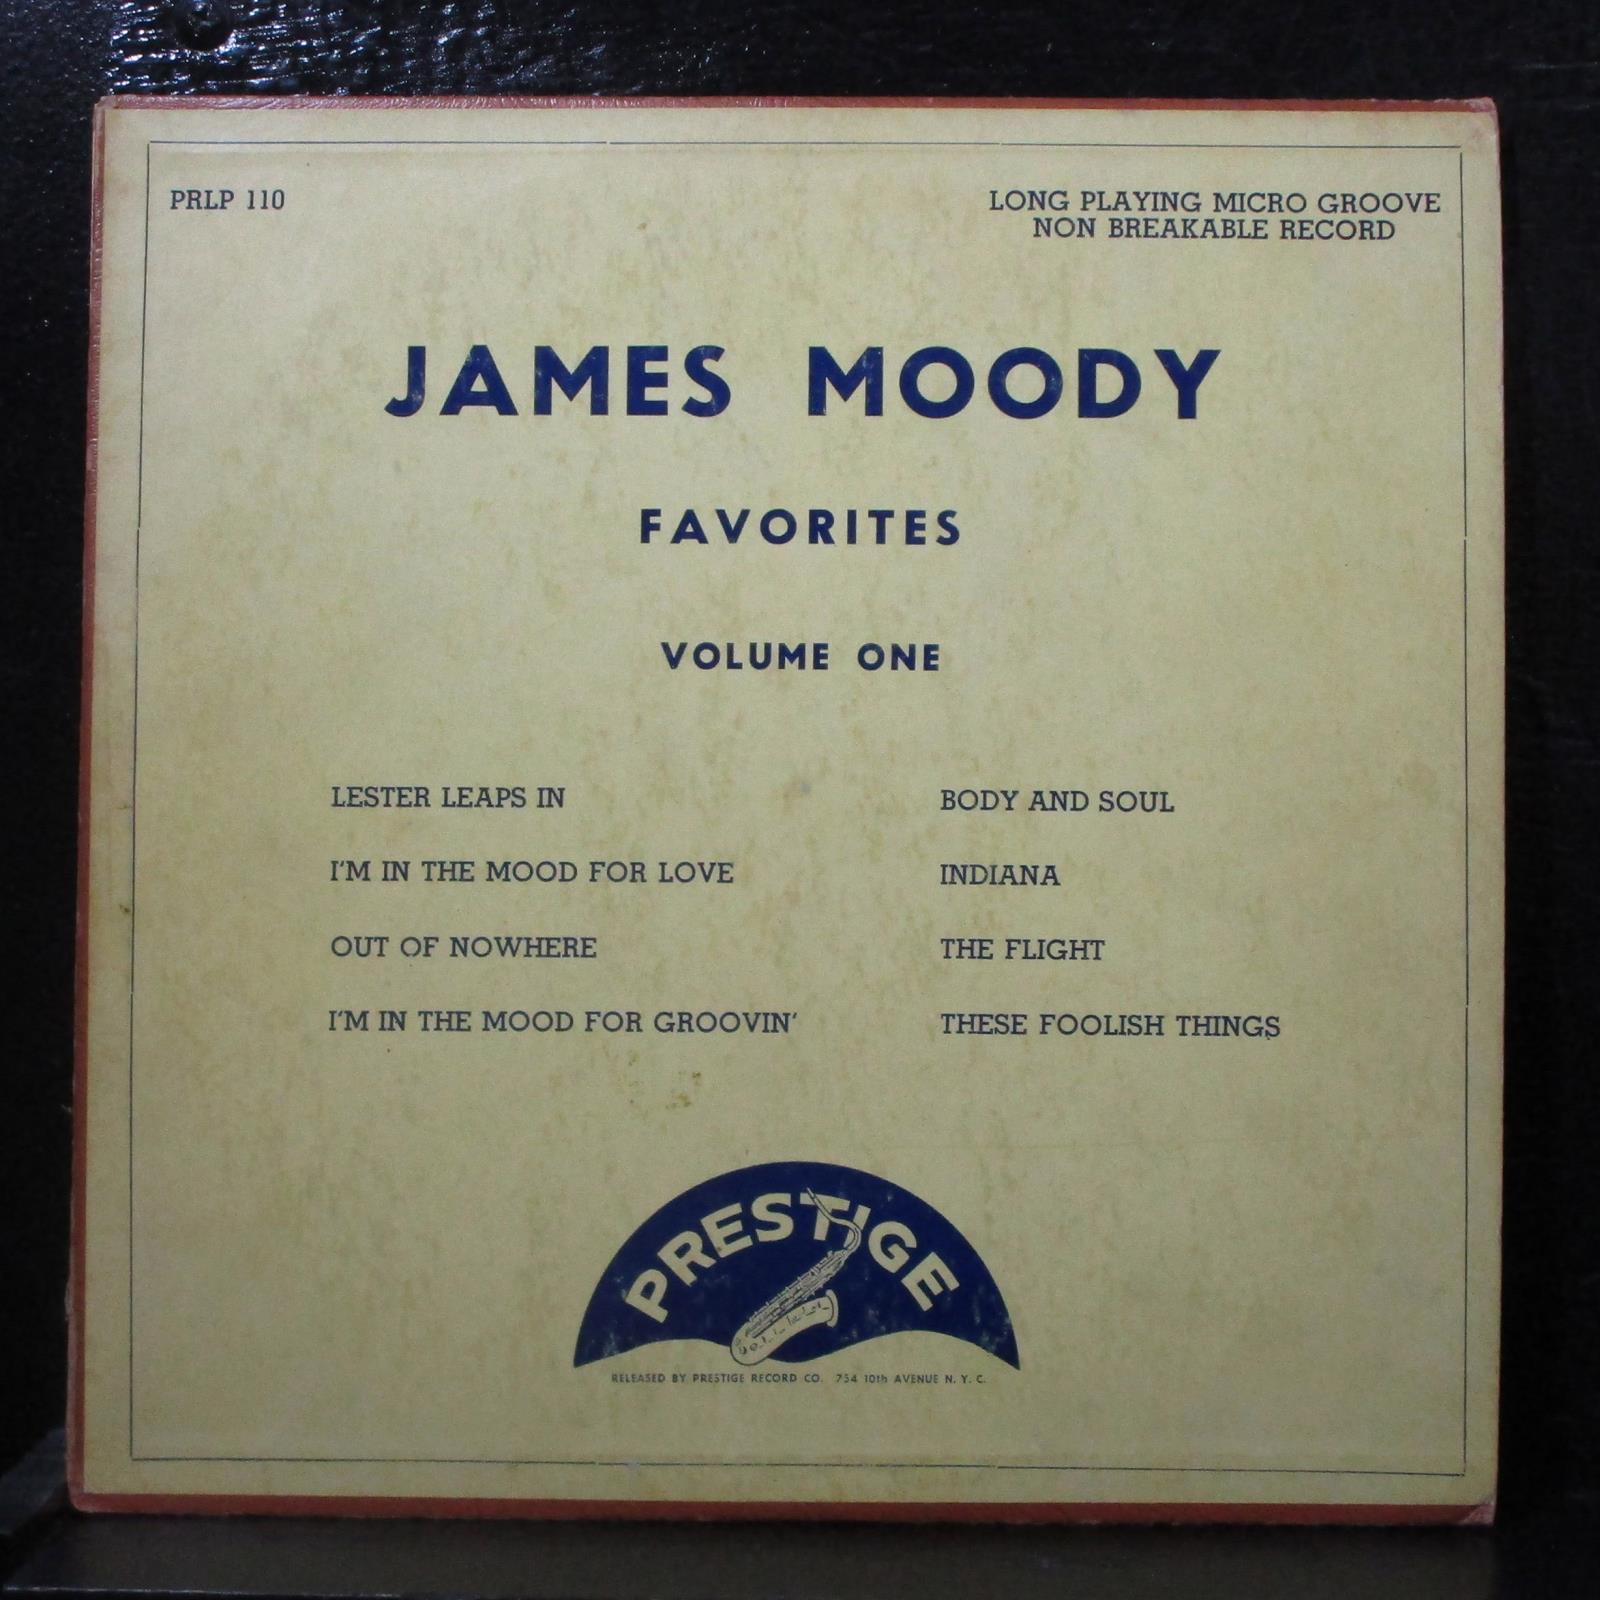 PRLP 110
LONG PLAYING MICRO GROOVE
NON BREAKABLE RECORD
JAMES MOODY
FAVORITES
VOLUME ONE
LESTER LEAPS IN
I'M IN THE MOOD FOR LOVE
OUT OF NOWHERE
I'M IN THE MOOD FOR GROOVIN'
BODY AND SOUL
INDIANA
THE FLIGHT
THESE FOOLISH THINGS
PRESTIGE
RELEASED BY PRESTIGE RECORD CO. 754 10th AVENUE N. Y. C.